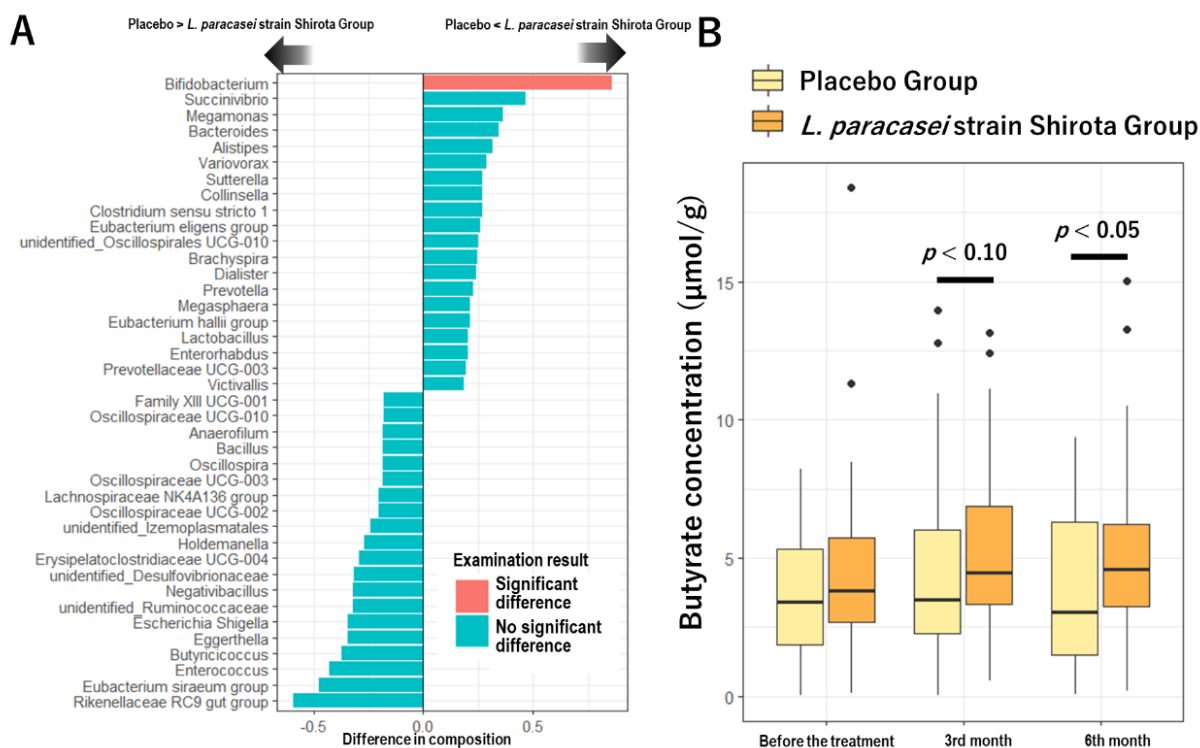 A
Placebo > L. paracasei strain Shirota Group
Placebo < L. paracasei strain Shirota Group
Bifidobacterium
Succinivibrio
Megamonas
Bacteroides
Alistipes
Variovorax
Sutterella
Collinsella
Clostridium sensu stricto 1
Eubacterium eligens group
unidentified_Oscillospirales UCG-010
Brachyspira
Dialister
Prevotella
Megasphaera
Eubacterium hallii group
Lactobacillus
Enterorhabdus
Prevotellaceae UCG-003
Victivallis
Family XIII UCG-001
Oscillospiraceae UCG-010
Anaerofilum
Bacillus
Oscillospira
Oscillospiraceae UCG-003
Lachnospiraceae NK4A136 group
Oscillospiraceae UCG-002
unidentified_Izemoplasmatales
Holdemanella
Erysipelatoclostridiaceae UCG-004
unidentified_Desulfovibrionaceae
Negativibacillus
unidentified_Ruminococcaceae
Escherichia Shigella
Eggerthella
Butyricicoccus
Enterococcus
Eubacterium siraeum group
Rikenellaceae RC9 gut group
Examination result
Significant
difference
No significant
difference
-0.5
0.0
0.5
Difference in composition
B
Placebo Group
L. paracasei strain Shirota Group
Butyrate concentration (μmol/g)
15
10
5
0
p < 0.10
p < 0.05
Before the treatment
3rd month
6th month